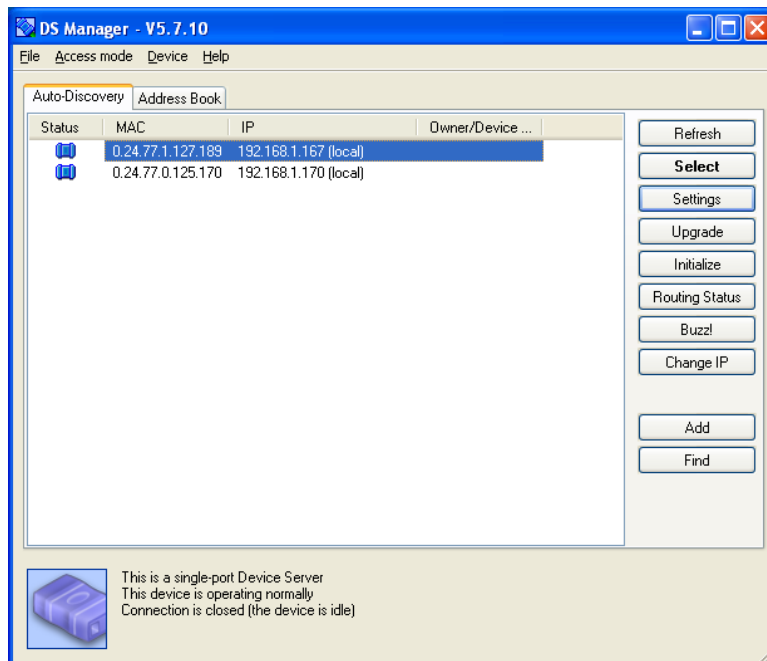 DS Manager - V5.7.10
File Access mode Device Help
Auto-Discovery Address Book
Status MAC IP Owner/Device ...
0.24.77.1.127.189 192.168.1.167 (local)
0.24.77.0.125.170 192.168.1.170 (local)
Refresh
Select
Settings
Upgrade
Initialize
Routing Status
Buzz!
Change IP
Add
Find
This is a single-port Device Server
This device is operating normally
Connection is closed (the device is idle)